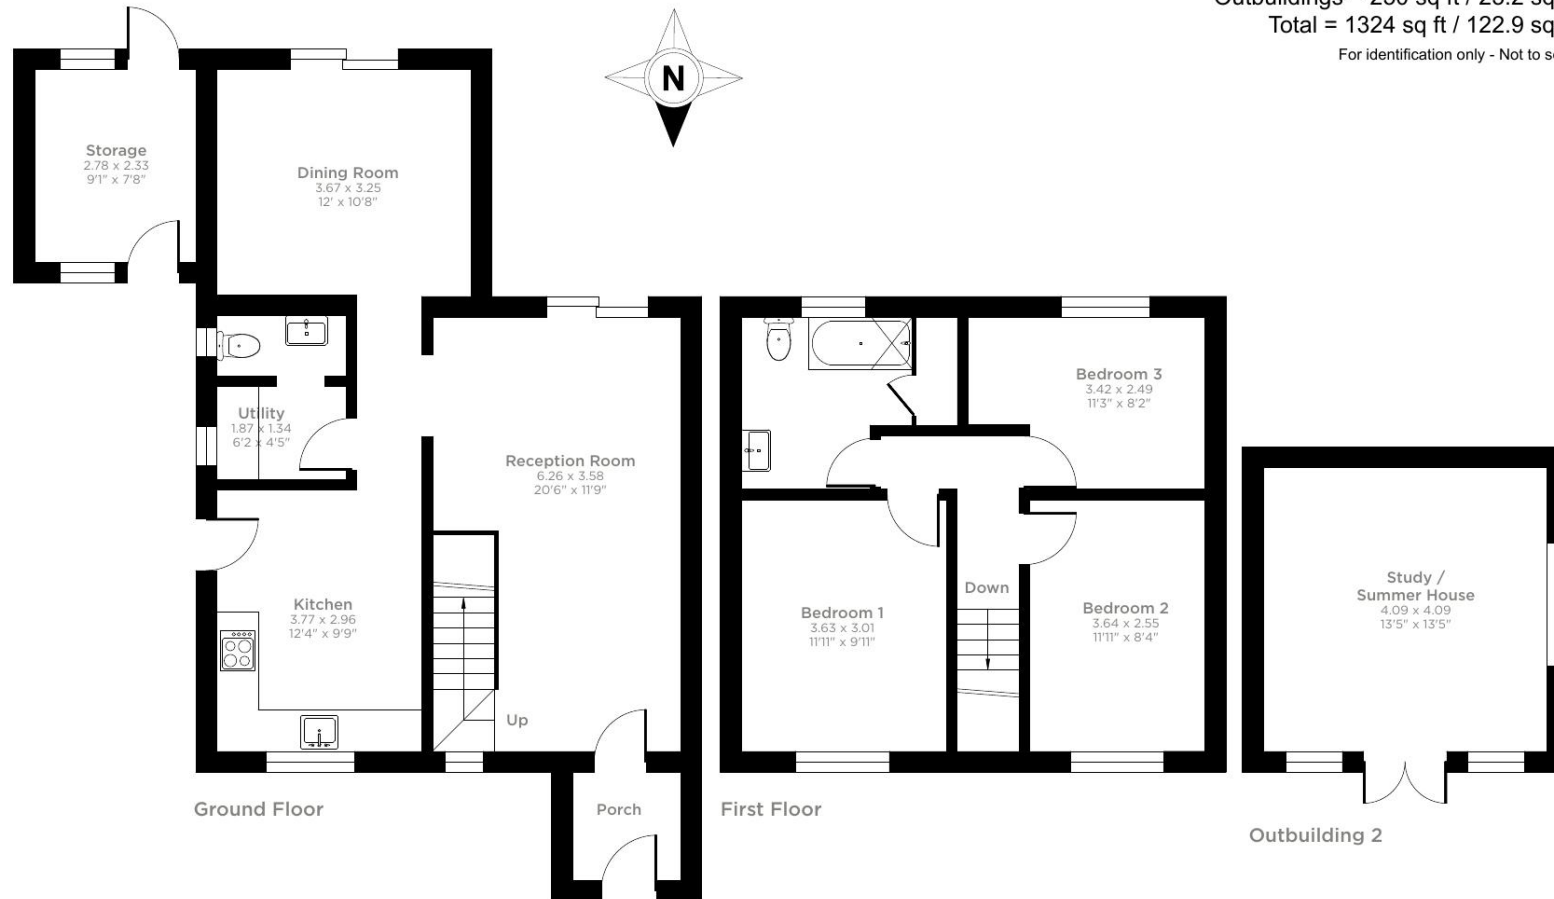 Total = 1324 sq ft / 122.9 sq
For identification only - Not to
N
Storage
2.78 x 2.33
9'1" x 7'8"
Dining Room
3.67 x 3.25
12' x 10'8"
Utility
1.87 x 1.34
6'2 x 4'5"
Reception Room
6.26 x 3.58
20'6" x 11'9"
Kitchen
3.77 x 2.96
12'4" x 9'9"
Up
Porch
Ground Floor
Bedroom 3
3.42 x 2.49
11'3" x 8'2"
Bedroom 1
3.63 x 3.01
11'11" x 9'11"
Down
Bedroom 2
3.64 x 2.55
11'11" x 8'4"
First Floor
Study /
Summer House
4.09 x 4.09
13'5" x 13'5"
Outbuilding 2